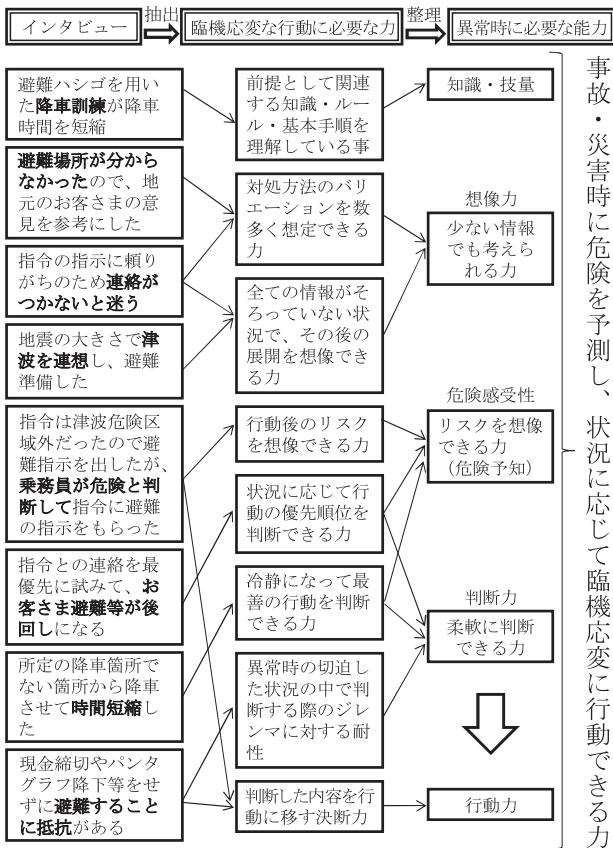 インタビュー
抽出
臨機応変な行動に必要な力
整理
異常時に必要な能力
避難ハシゴを用い
た降車訓練が降車
時間を短縮
避難場所が分から
なかったので、地
元のお客さまの意
見を参考にした
指令の指示に頼り
がちのため連絡が
つかないと迷う
地震の大きさで津
波を連想し、避難
準備した
指令は津波危険区
域外だったので避
難指示を出したが、
乗務員が危険と判
断して指令に避難
の指示をもらった
指令との連絡を最
優先に試みて、お
客さま避難等が後
回しになる
所定の降車箇所で
ない箇所から降車
させて時間短縮し
た
現金締切やパンタ
グラフ降下等をせ
ずに避難すること
に抵抗がある
前提として関連
する知識・ルー
ル・基本手順を
理解している事
対処方法のバリ
エーションを数
多く想定できる
力
全ての情報がそ
ろっていない状
況で、その後の
展開を想像でき
る力
行動後のリスク
を想像できる力
状況に応じて行
動の優先順位を
判断できる力
冷静になって最
善の行動を判断
できる力
異常時の切迫し
た状況の中で判
断する際のジレ
ンマに対する耐
性
判断した内容を行
動に移す決断力
知識・技量
想像力
少ない情報
でも考えら
れる力
危険感受性
リスクを想像
できる力
（危険予知）
判断力
柔軟に判断
できる力
行動力
事故・災害時に危険を予測し、状況に応じて臨機応変に行動できる力